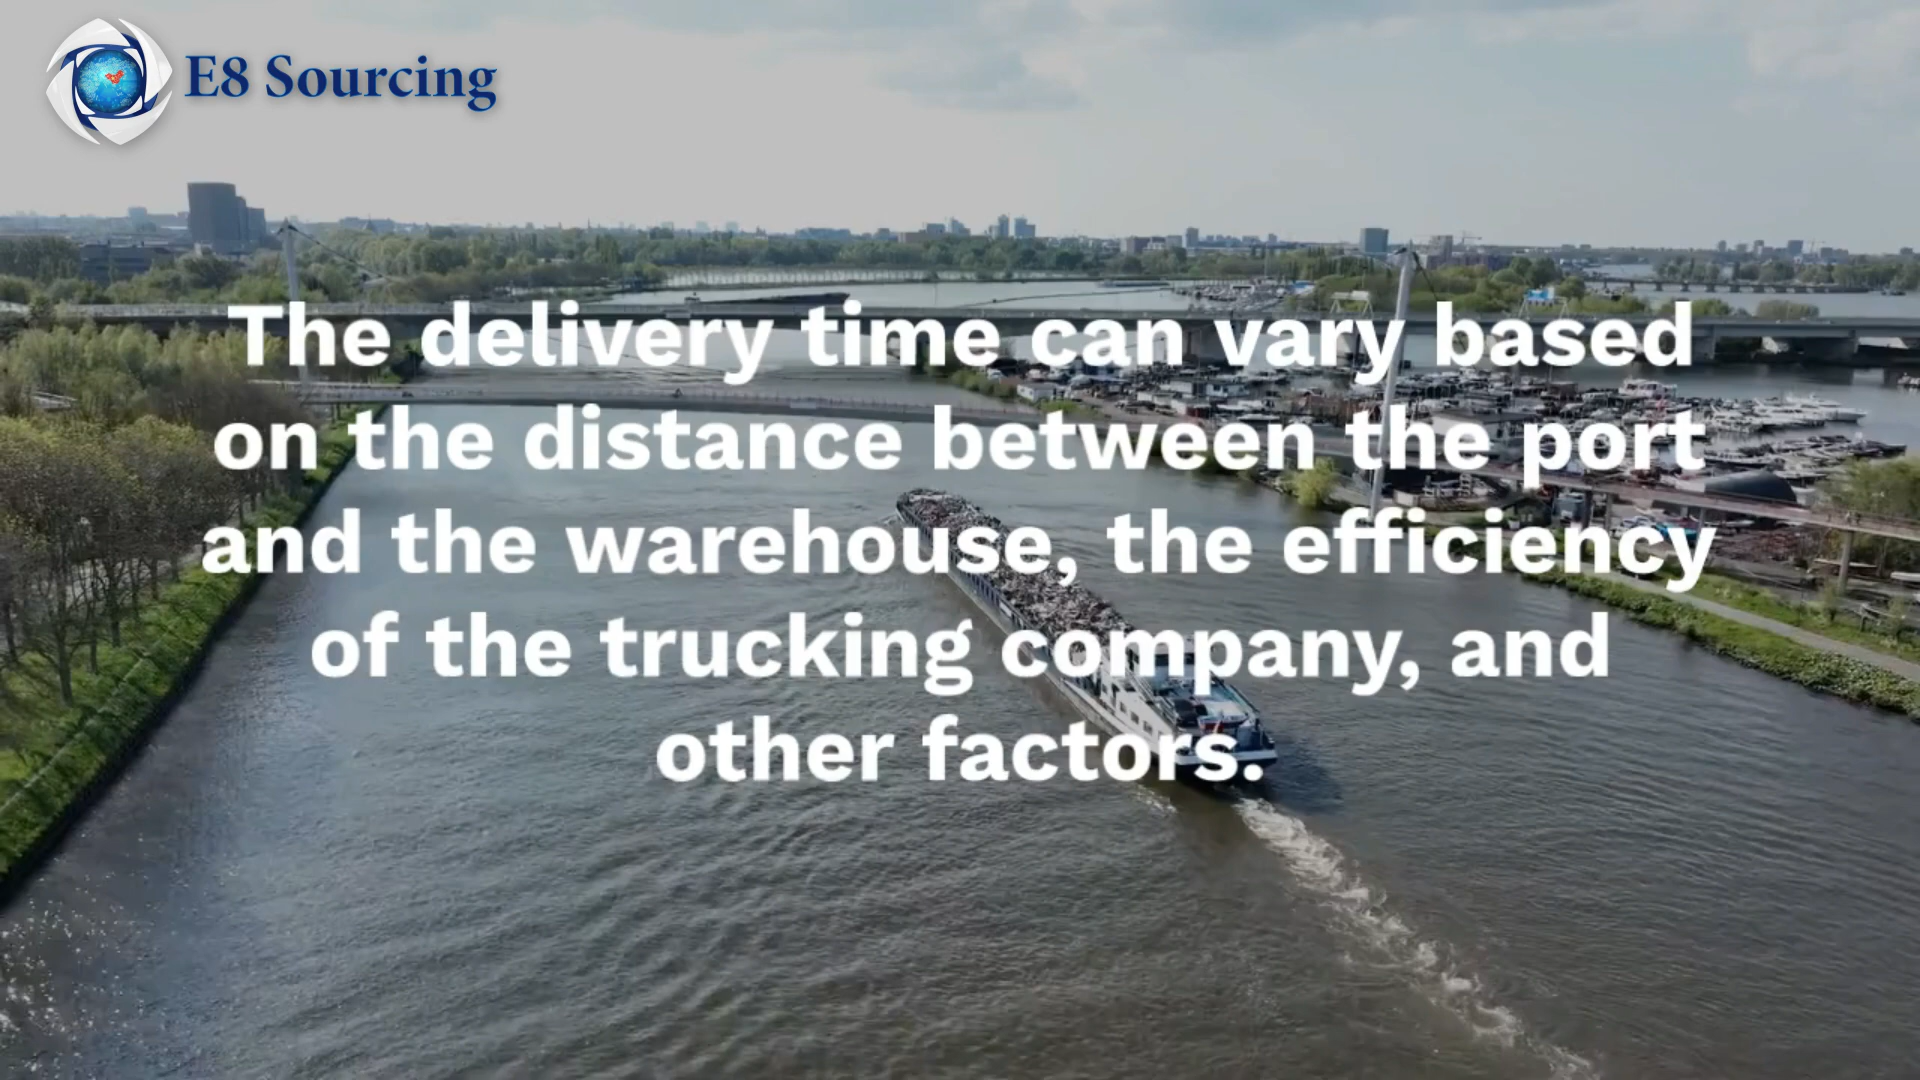 E8 Sourcing
The delivery time can vary based
on the distance between the port
and the warehouse, the efficiency
of the trucking company, and
other factors.